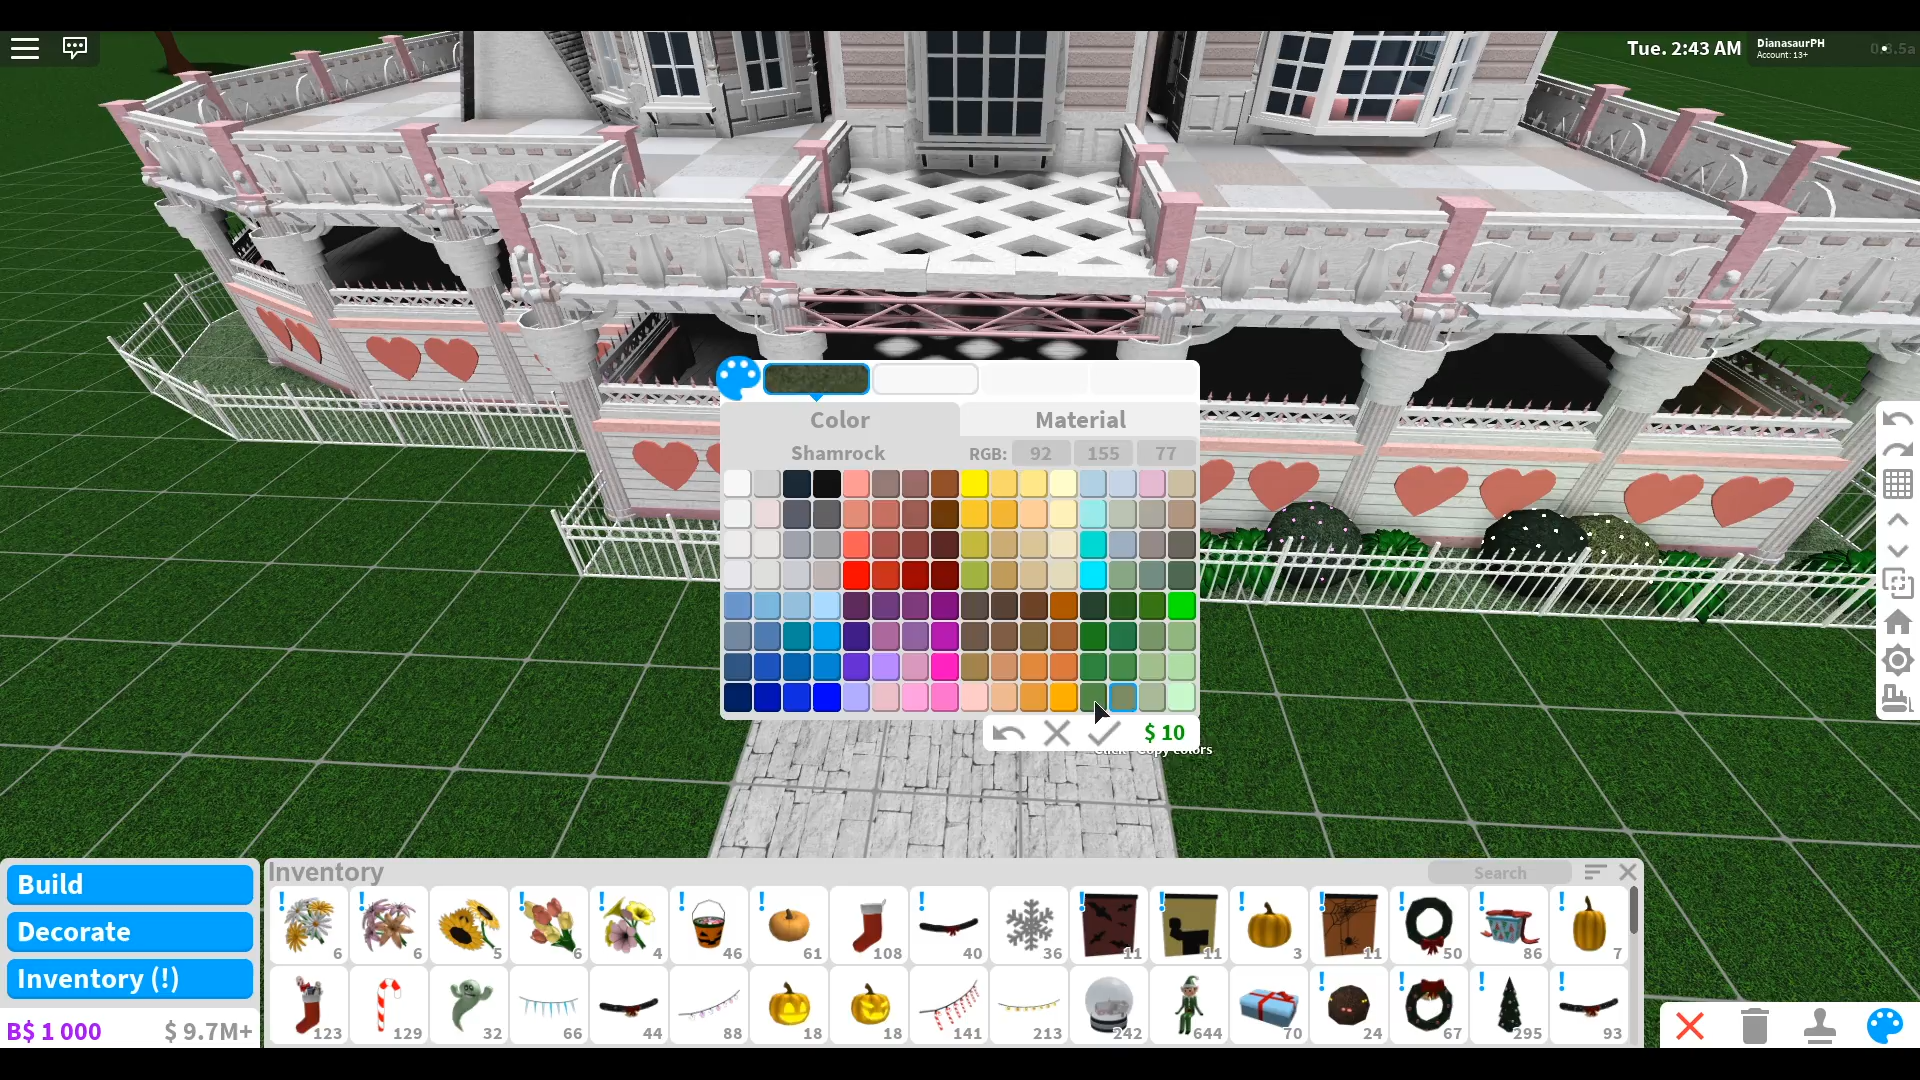 Tue. 2:43 AM
DianasaurPH
Account: 13+
Color
Material
Shamrock
RGB:
92
155
77
$ 10
Copy colors
Build
Decorate
Inventory (!)
B$ 1 000
$ 9.7M+
Inventory
Search
! 6
! 6
5
! 6
! 4
! 46
! 61
108
! 40
36
! 11
! 11
! 3
! 11
! 50
! 86
! 7
123
129
32
66
44
88
18
18
141
213
242
644
70
! 24
! 67
! 295
! 93